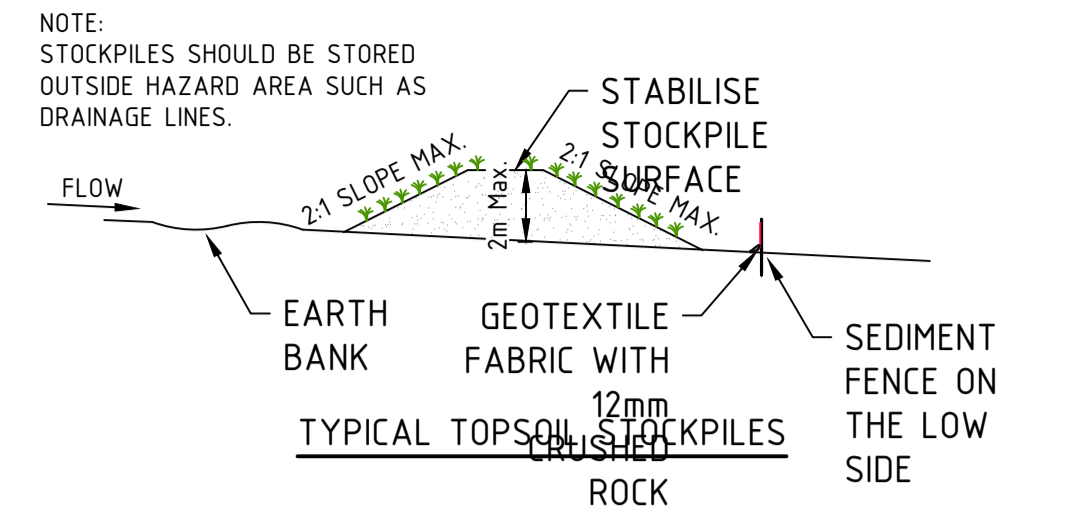 NOTE:
STOCKPILES SHOULD BE STORED
OUTSIDE HAZARD AREA SUCH AS
DRAINAGE LINES.
STABILISE
STOCKPILE
SURFACE
FLOW
2:1 SLOPE MAX.
2m Max.
2:1 SLOPE MAX.
EARTH
BANK
GEOTEXTILE
FABRIC WITH
12mm
CRUSHED
ROCK
SEDIMENT
FENCE ON
THE LOW
SIDE
TYPICAL TOPSOIL STOCKPILES